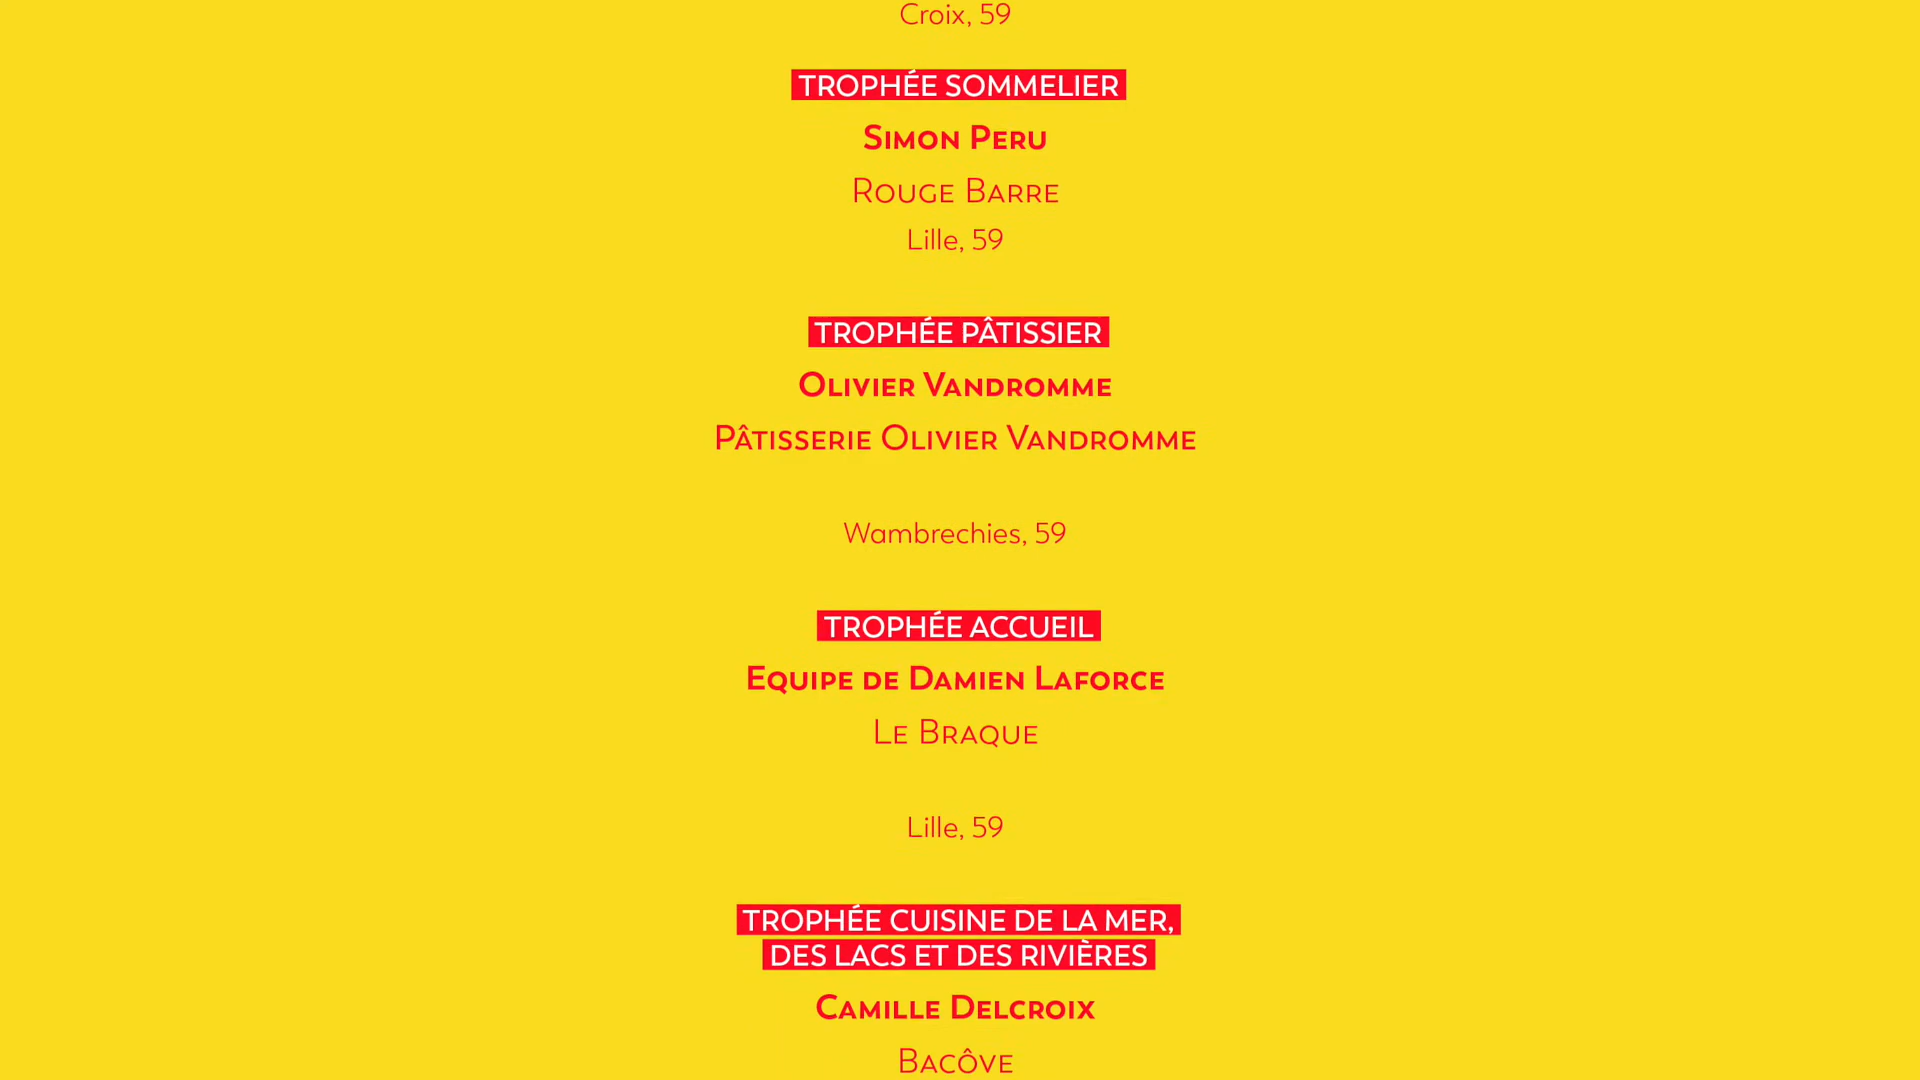 Croix, 59
TROPHÉE SOMMELIER
Simon Peru
Rouge Barre
Lille, 59
TROPHÉE PÂTISSIER
Olivier Vandromme
Pâtisserie Olivier Vandromme
Wambrechies, 59
TROPHÉE ACCUEIL
Equipe de Damien Laforce
Le Braque
Lille, 59
TROPHÉE CUISINE DE LA MER,
DES LACS ET DES RIVIÈRES
Camille Delcroix
Bacôve